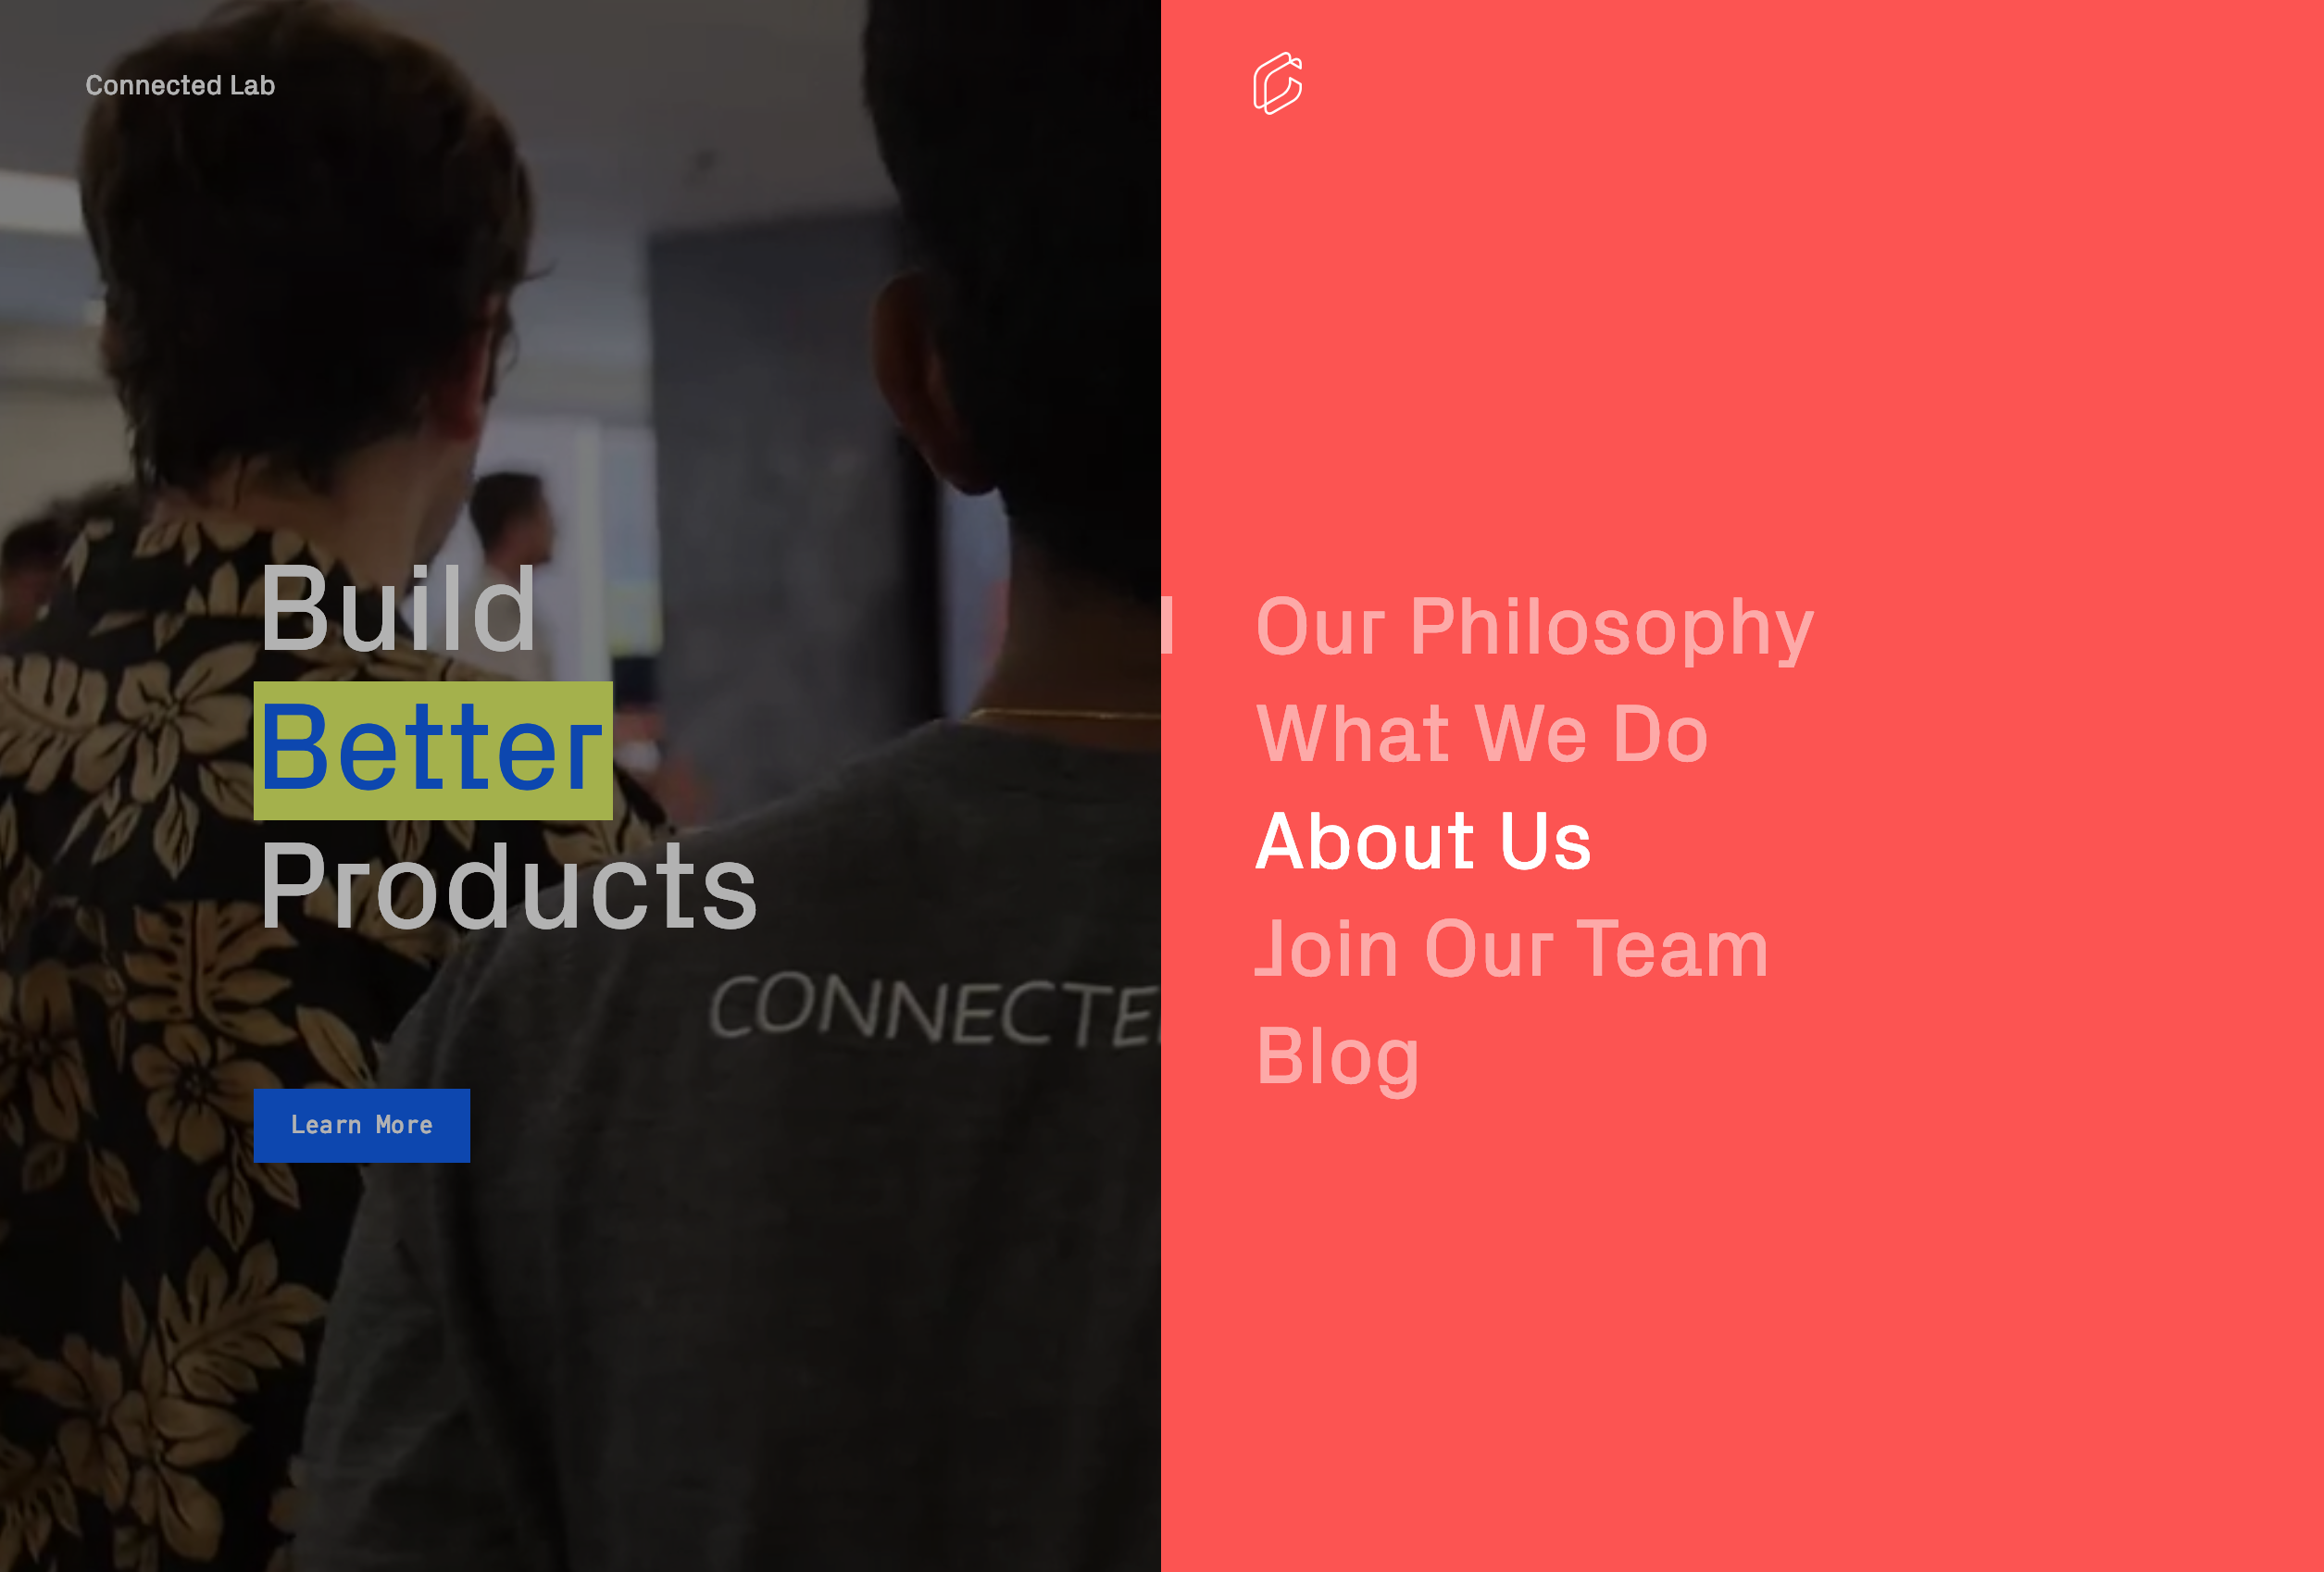 Connected Lab
Build
Better
Products
CONNECTE
Learn More
Our Philosophy
What We Do
About Us
Join Our Team
Blog